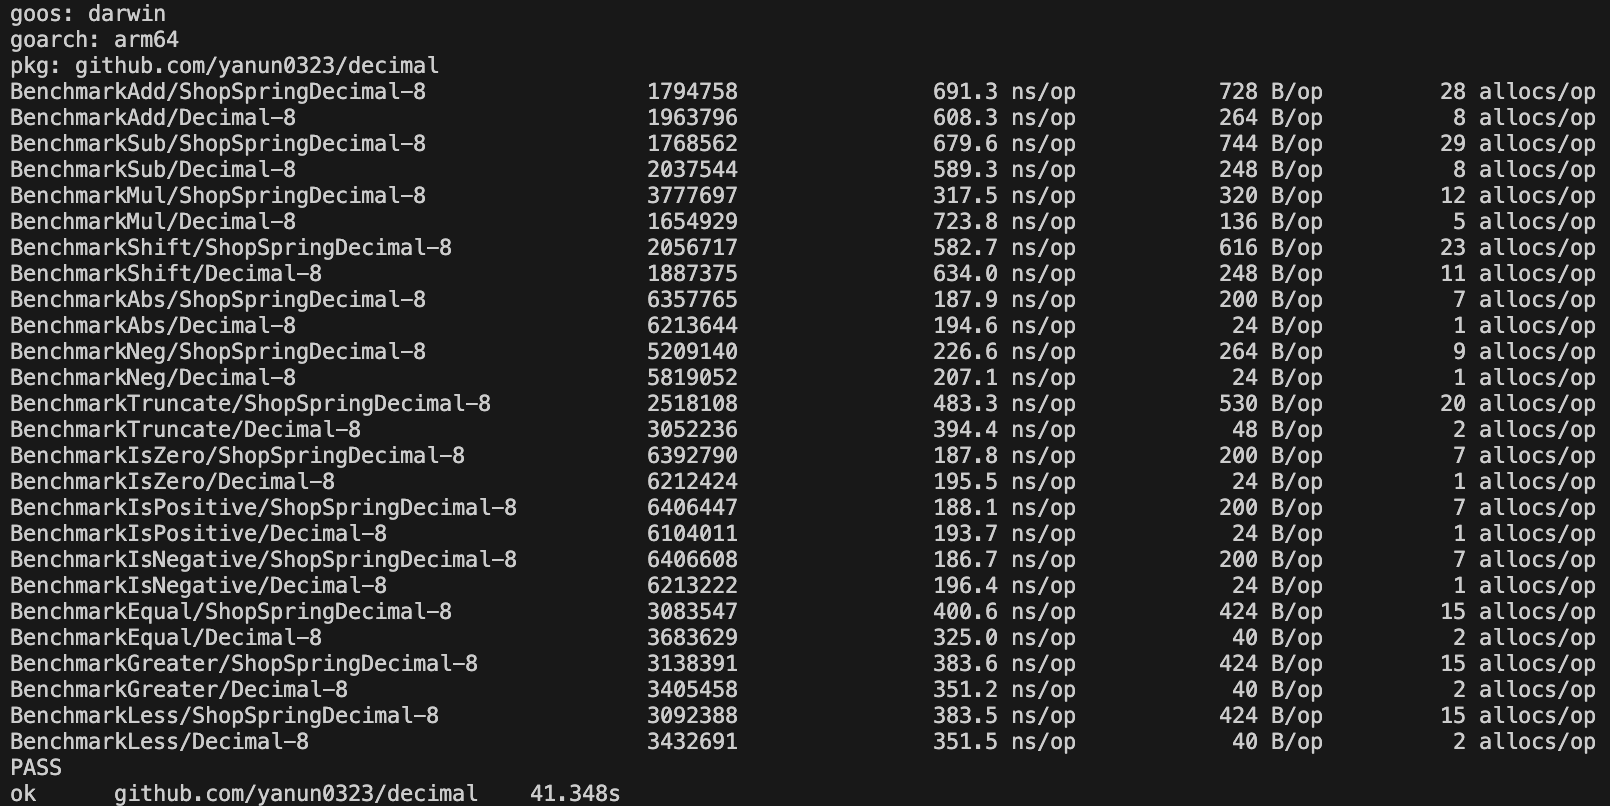 goos: darwin
goarch: arm64
pkg: github.com/yanun0323/decimal
BenchmarkAdd/ShopSpringDecimal-8 1794758 691.3 ns/op 728 B/op 28 allocs/op
BenchmarkAdd/Decimal-8 1963796 608.3 ns/op 264 B/op 8 allocs/op
BenchmarkSub/ShopSpringDecimal-8 1768562 679.6 ns/op 744 B/op 29 allocs/op
BenchmarkSub/Decimal-8 2037544 589.3 ns/op 248 B/op 8 allocs/op
BenchmarkMul/ShopSpringDecimal-8 3777697 317.5 ns/op 320 B/op 12 allocs/op
BenchmarkMul/Decimal-8 1654929 723.8 ns/op 136 B/op 5 allocs/op
BenchmarkShift/ShopSpringDecimal-8 2056717 582.7 ns/op 616 B/op 23 allocs/op
BenchmarkShift/Decimal-8 1887375 634.0 ns/op 248 B/op 11 allocs/op
BenchmarkAbs/ShopSpringDecimal-8 6357765 187.9 ns/op 200 B/op 7 allocs/op
BenchmarkAbs/Decimal-8 6213644 194.6 ns/op 24 B/op 1 allocs/op
BenchmarkNeg/ShopSpringDecimal-8 5209140 226.6 ns/op 264 B/op 9 allocs/op
BenchmarkNeg/Decimal-8 5819052 207.1 ns/op 24 B/op 1 allocs/op
BenchmarkTruncate/ShopSpringDecimal-8 2518108 483.3 ns/op 530 B/op 20 allocs/op
BenchmarkTruncate/Decimal-8 3052236 394.4 ns/op 48 B/op 2 allocs/op
BenchmarkIsZero/ShopSpringDecimal-8 6392790 187.8 ns/op 200 B/op 7 allocs/op
BenchmarkIsZero/Decimal-8 6212424 195.5 ns/op 24 B/op 1 allocs/op
BenchmarkIsPositive/ShopSpringDecimal-8 6406447 188.1 ns/op 200 B/op 7 allocs/op
BenchmarkIsPositive/Decimal-8 6104011 193.7 ns/op 24 B/op 1 allocs/op
BenchmarkIsNegative/ShopSpringDecimal-8 6406608 186.7 ns/op 200 B/op 7 allocs/op
BenchmarkIsNegative/Decimal-8 6213222 196.4 ns/op 24 B/op 1 allocs/op
BenchmarkEqual/ShopSpringDecimal-8 3083547 400.6 ns/op 424 B/op 15 allocs/op
BenchmarkEqual/Decimal-8 3683629 325.0 ns/op 40 B/op 2 allocs/op
BenchmarkGreater/ShopSpringDecimal-8 3138391 383.6 ns/op 424 B/op 15 allocs/op
BenchmarkGreater/Decimal-8 3405458 351.2 ns/op 40 B/op 2 allocs/op
BenchmarkLess/ShopSpringDecimal-8 3092388 383.5 ns/op 424 B/op 15 allocs/op
BenchmarkLess/Decimal-8 3432691 351.5 ns/op 40 B/op 2 allocs/op
PASS
ok github.com/yanun0323/decimal 41.348s